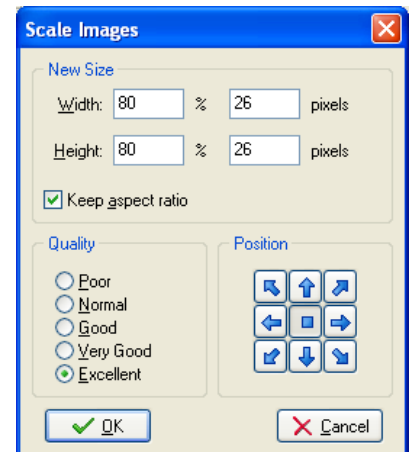 Scale Images
New Size
Width: 80 % 26 pixels
Height: 80 % 26 pixels
Keep aspect ratio
Quality
Poor
Normal
Good
Very Good
Excellent
Position
OK
Cancel